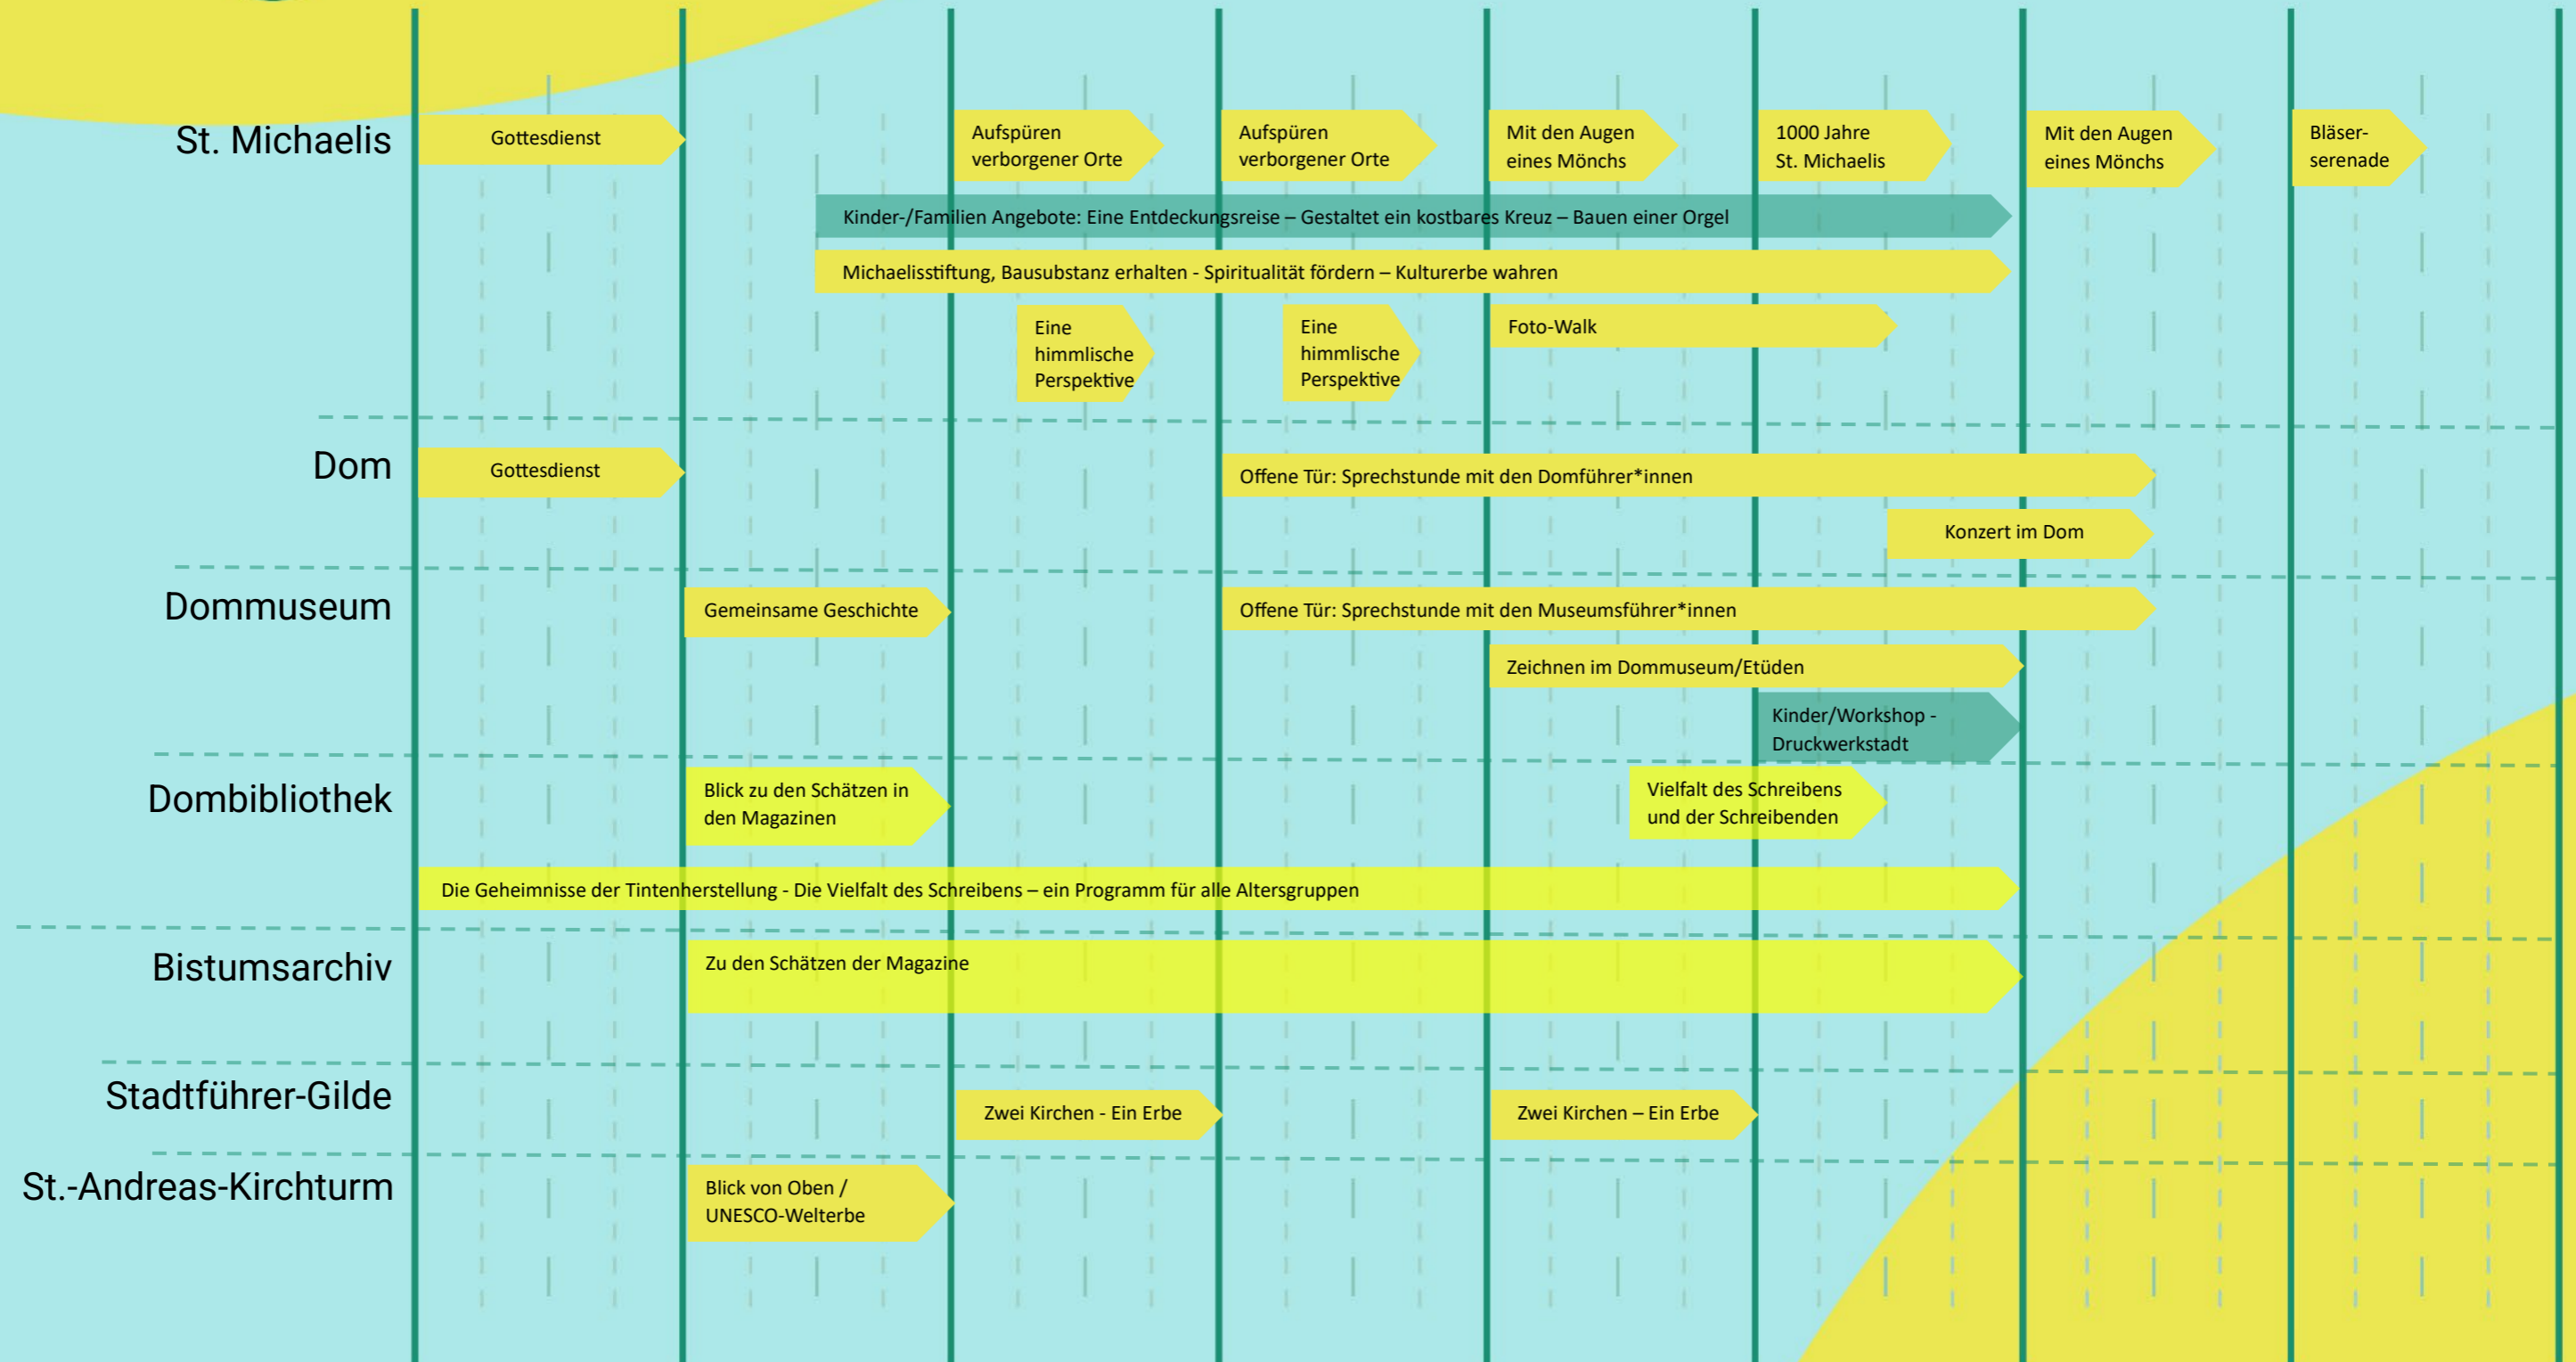 St. Michaelis
Gottesdienst
Aufspüren
verborgener Orte
Aufspüren
verborgener Orte
Mit den Augen
eines Mönchs
1000 Jahre
St. Michaelis
Mit den Augen
eines Mönchs
Bläser-
serenade
Kinder-/Familien Angebote: Eine Entdeckungsreise – Gestaltet ein kostbares Kreuz – Bauen einer Orgel
Michaelisstiftung, Bausubstanz erhalten - Spiritualität fördern – Kulturerbe wahren
Eine
himmlische
Perspektive
Eine
himmlische
Perspektive
Foto-Walk
Dom
Gottesdienst
Offene Tür: Sprechstunde mit den Domführer*innen
Konzert im Dom
Dommuseum
Gemeinsame Geschichte
Offene Tür: Sprechstunde mit den Museumsführer*innen
Zeichnen im Dommuseum/Etüden
Kinder/Workshop -
Druckwerkstadt
Dombibliothek
Blick zu den Schätzen in
den Magazinen
Vielfalt des Schreibens
und der Schreibenden
Die Geheimnisse der Tintenherstellung - Die Vielfalt des Schreibens – ein Programm für alle Altersgruppen
Bistumsarchiv
Zu den Schätzen der Magazine
Stadtführer-Gilde
Zwei Kirchen - Ein Erbe
Zwei Kirchen – Ein Erbe
St.-Andreas-Kirchturm
Blick von Oben /
UNESCO-Welterbe